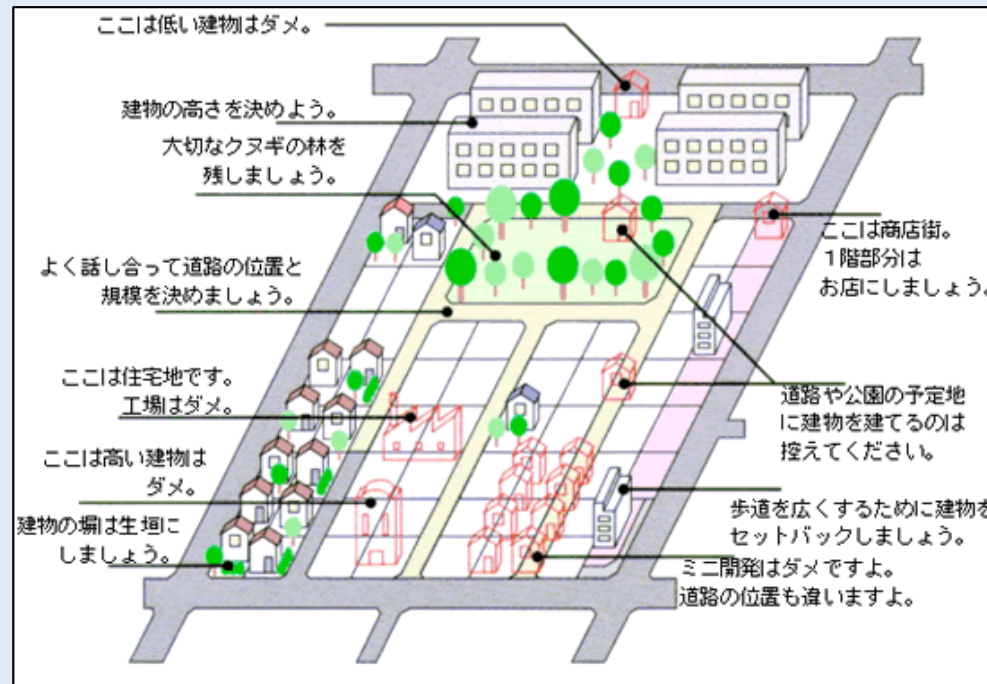 ここは低い建物はダメ。
建物の高さを決めよう。
大切なクヌギの林を
残しましょう。
よく話し合って道路の位置と
規模を決めましょう。
ここは住宅地です。
工場はダメ。
ここは高い建物は
ダメ。
建物の塀は生垣に
しましょう。
ここは商店街。
1階部分は
お店にしましょう。
道路や公園の予定地
に建物を建てるのは
控えてください。
歩道を広くするために建物を
セットバックしましょう。
ミニ開発はダメですよ。
道路の位置も違いますよ。